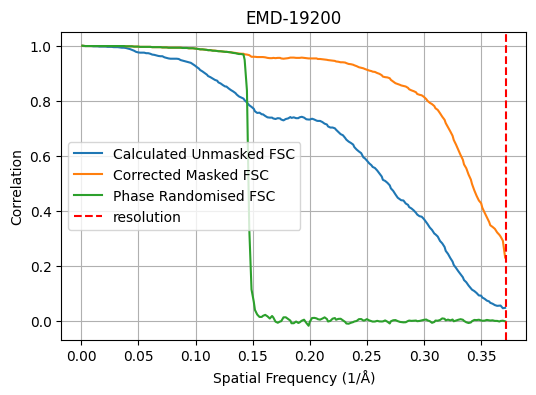 EMD-19200
Correlation
1.0
0.8
0.6
0.4
0.2
0.0
Calculated Unmasked FSC
Corrected Masked FSC
Phase Randomised FSC
resolution
0.00 0.05 0.10 0.15 0.20 0.25 0.30 0.35
Spatial Frequency (1/Å)